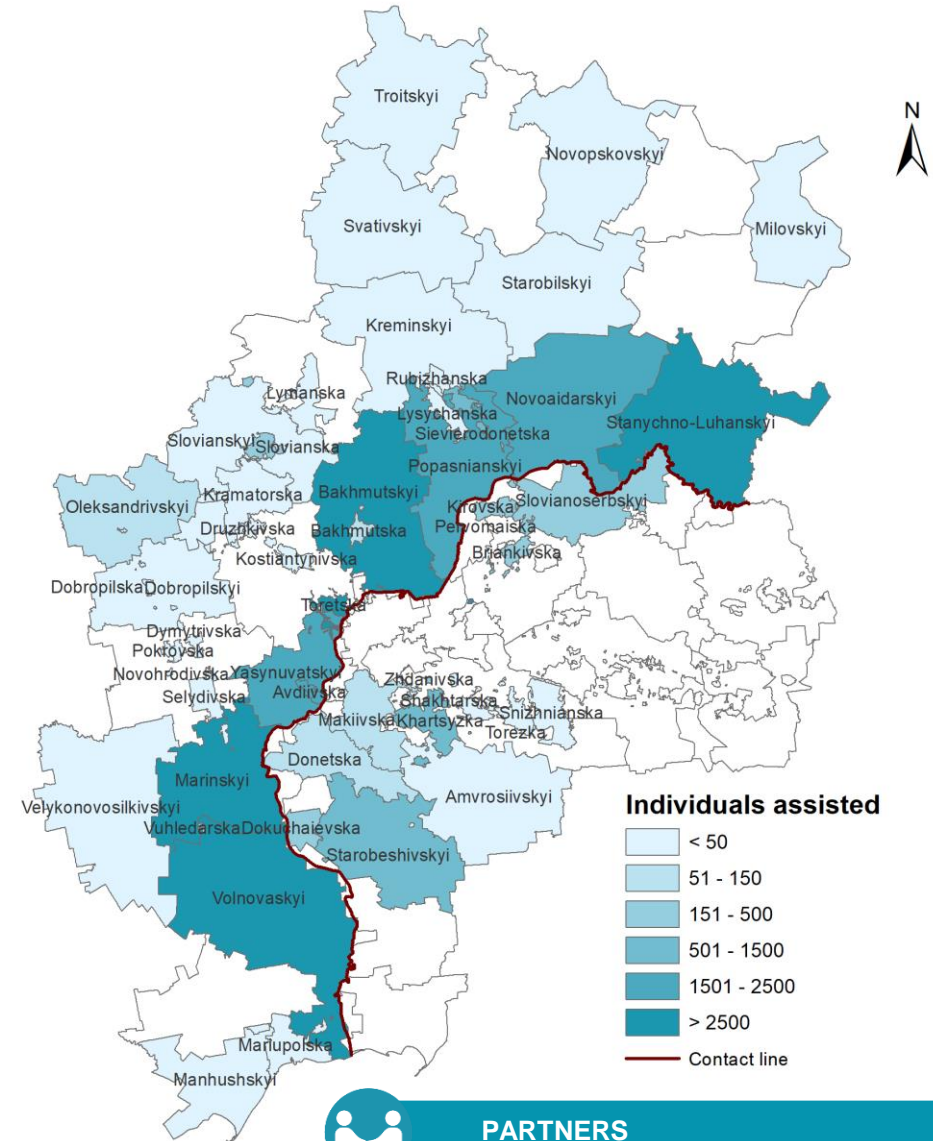 Troitskyi
N
Novopskovskyi
Svativskyi
Milovskyi
Starobilskyi
Kreminskyi
Rubizhanska
Lymanska
Novoaidarskyi
Lysychanska
Stanychno-Luhanskyi
Sievierodonetska
Slovianskyi
Slovianska
Popasnianskyi
Kramatorska
Bakhmutskyi
Oleksandrivskyi
Kirovska
Slovianoserbskyi
Druzhkivska
Bakhmutska
Pervomaiska
Kostiantynivska
Briankivska
Dobropilska
Dobropilskyi
Toretska
Dymytrivska
Pokrovska
Novohrodivska
Yasynuvatskyi
Zhdanivska
Selydivska
Avdiivska
Shakhtarska
Makiivska
Khartsyzka
Snizhnianska
Torezka
Donetska
Marinskyi
Amvrosiivskyi
Velykonovosilkivskyi
Vuhledarska
Dokuchaievska
Starobeshivskyi
Volnovaskyi
Mariupolska
Manhushskyi
Individuals assisted
< 50
51 - 150
151 - 500
501 - 1500
1501 - 2500
> 2500
Contact line
PARTNERS